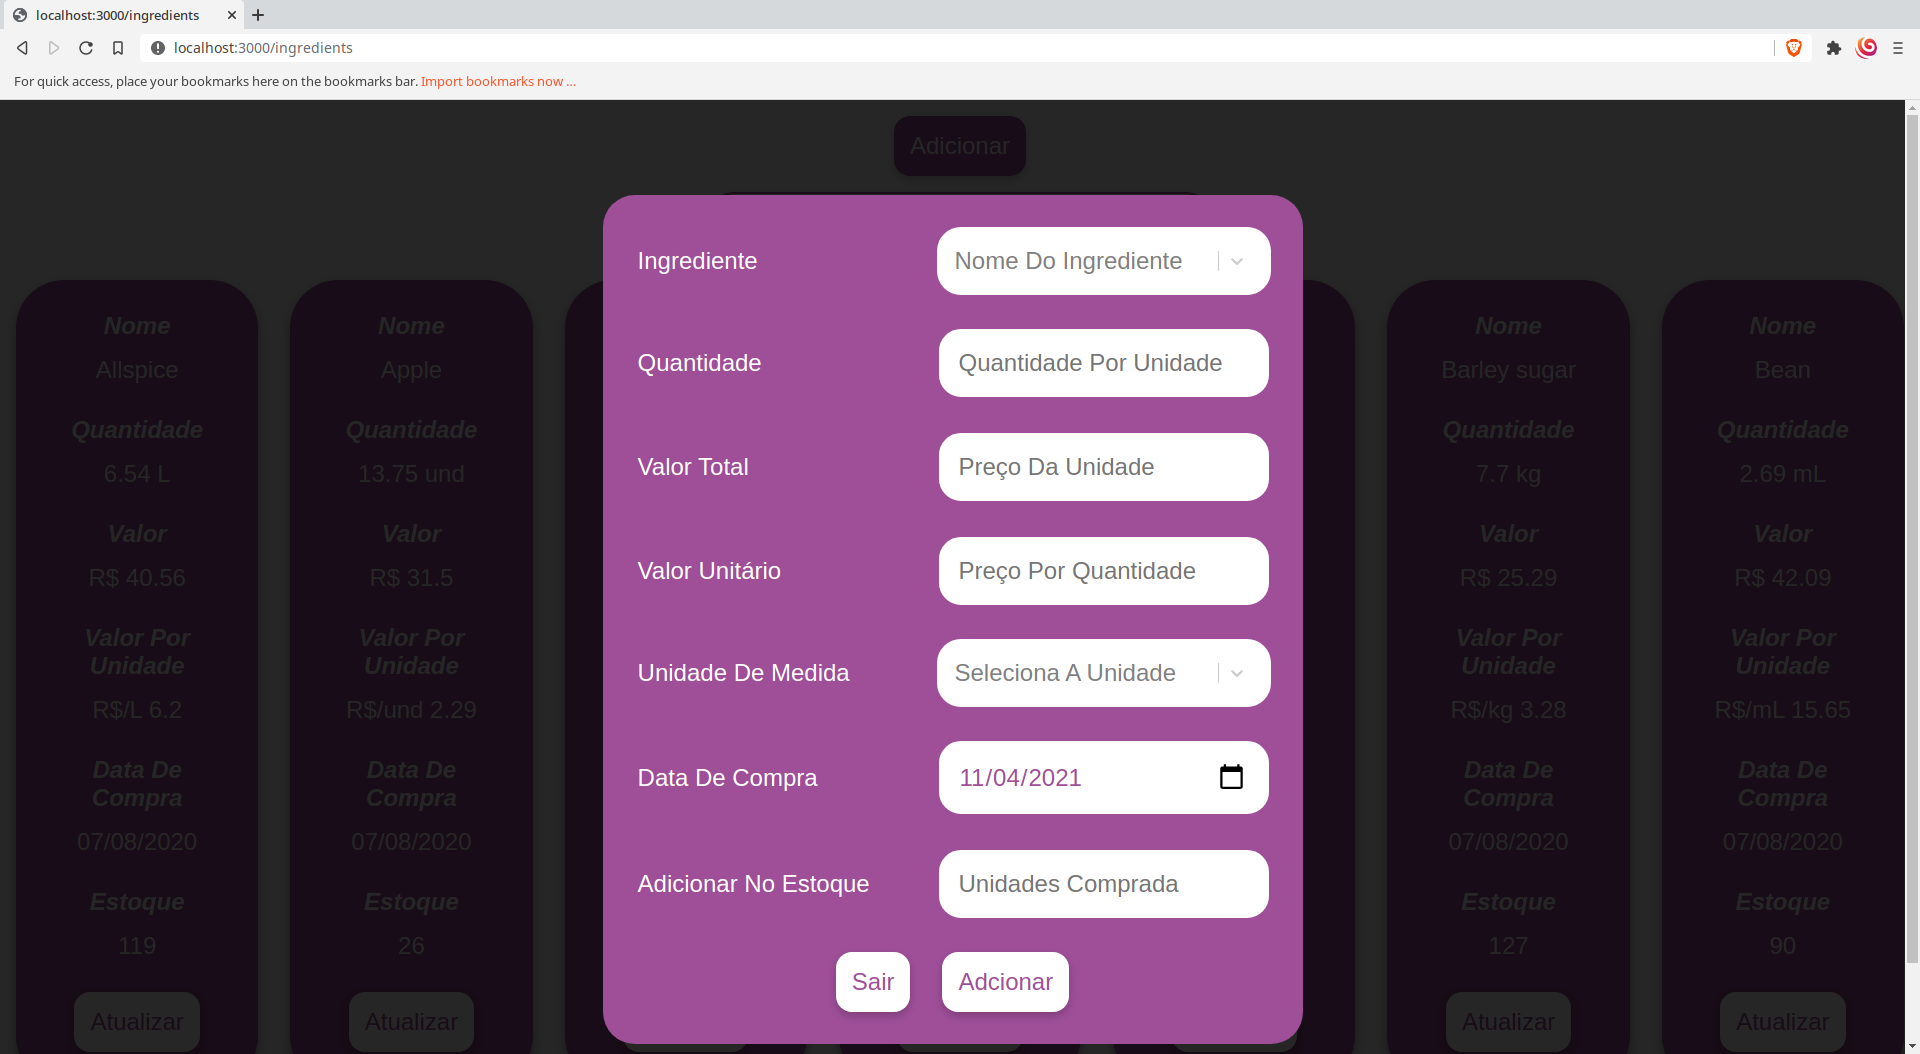 localhost:3000/ingredients
localhost:3000/ingredients
For quick access, place your bookmarks here on the bookmarks bar. Import bookmarks now ...
Adicionar
Ingrediente
Nome Do Ingrediente
Quantidade
Quantidade Por Unidade
Valor Total
Preço Da Unidade
Valor Unitário
Preço Por Quantidade
Unidade De Medida
Seleciona A Unidade
Data De Compra
11/04/2021
Adicionar No Estoque
Unidades Comprada
Sair
Adcionar
Nome
Allspice
Quantidade
6.54 L
Valor
R$ 40.56
Valor Por
Unidade
R$/L 6.2
Data De
Compra
07/08/2020
Estoque
119
Atualizar
Nome
Apple
Quantidade
13.75 und
Valor
R$ 31.5
Valor Por
Unidade
R$/und 2.29
Data De
Compra
07/08/2020
Estoque
26
Atualizar
Nome
Barley sugar
Quantidade
7.7 kg
Valor
R$ 25.29
Valor Por
Unidade
R$/kg 3.28
Data De
Compra
07/08/2020
Estoque
127
Atualizar
Nome
Bean
Quantidade
2.69 mL
Valor
R$ 42.09
Valor Por
Unidade
R$/mL 15.65
Data De
Compra
07/08/2020
Estoque
90
Atualizar